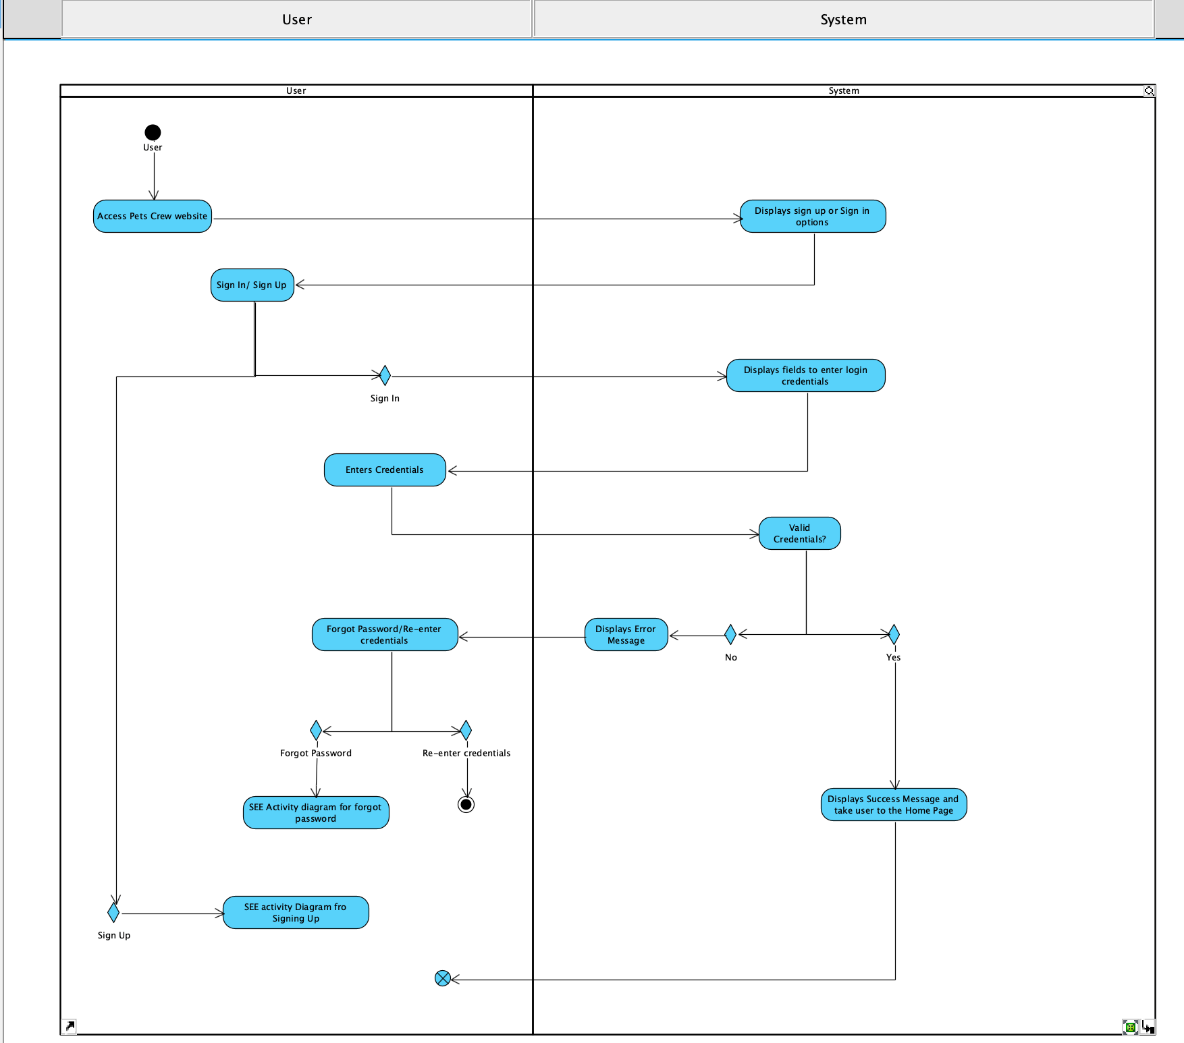 User
System
User
System
User
Access Pets Crew website
Displays sign up or Sign in
options
Sign In/ Sign Up
Sign In
Displays fields to enter login
credentials
Enters Credentials
Valid
Credentials?
Forgot Password/Re-enter
credentials
Displays Error
Message
No
Yes
Forgot Password
Re-enter credentials
SEE Activity diagram for forgot
password
Displays Success Message and
take user to the Home Page
SEE activity Diagram fro
Signing Up
Sign Up